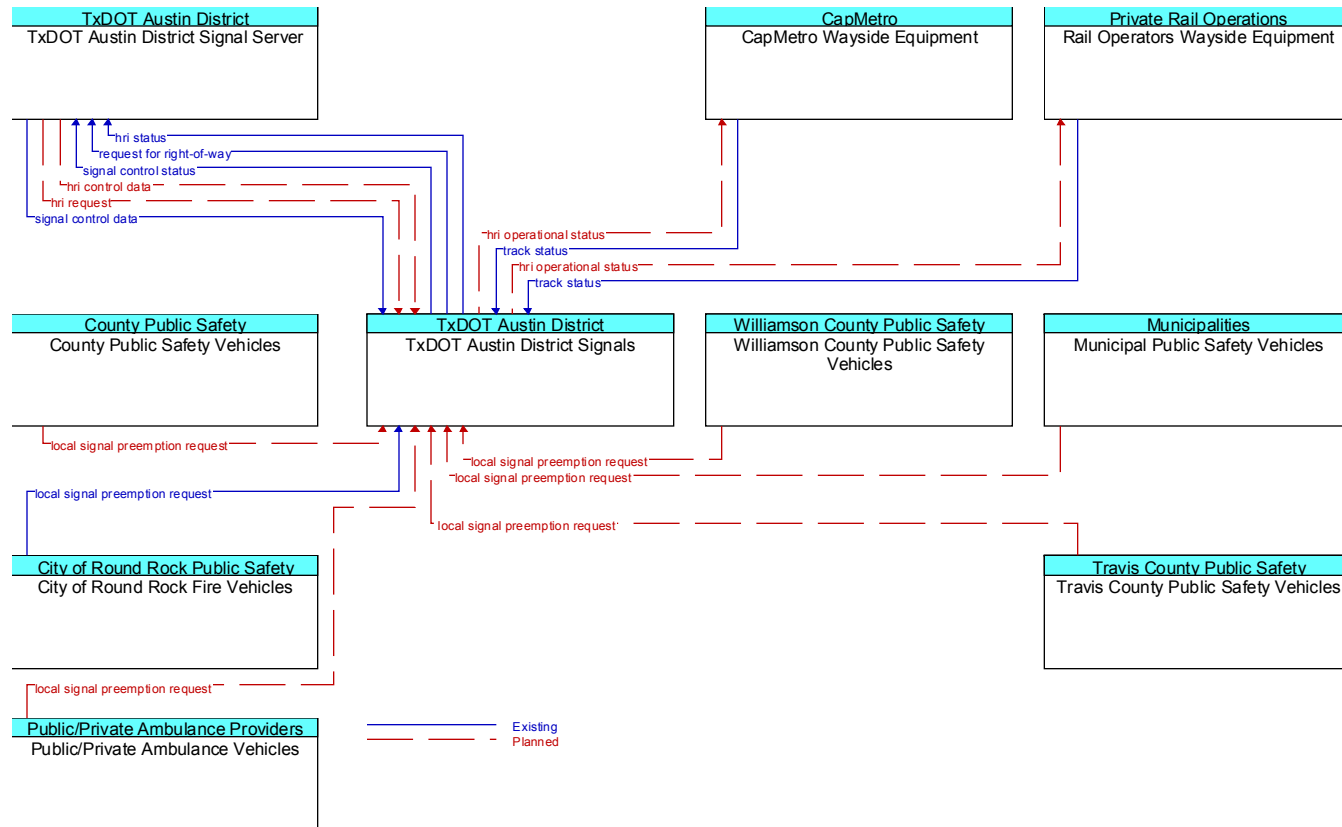 TxDOT Austin District
TxDOT Austin District Signal Server
CapMetro
CapMetro Wayside Equipment
Private Rail Operations
Rail Operators Wayside Equipment
hri status
request for right-of-way
signal control status
hri control data
hri request
signal control data
hri operational status
track status
hri operational status
track status
County Public Safety
County Public Safety Vehicles
TxDOT Austin District
TxDOT Austin District Signals
Williamson County Public Safety
Williamson County Public Safety
Vehicles
Municipalities
Municipal Public Safety Vehicles
local signal preemption request
local signal preemption request
local signal preemption request
local signal preemption request
local signal preemption request
City of Round Rock Public Safety
City of Round Rock Fire Vehicles
Travis County Public Safety
Travis County Public Safety Vehicles
local signal preemption request
Public/Private Ambulance Providers
Public/Private Ambulance Vehicles
Existing
Planned